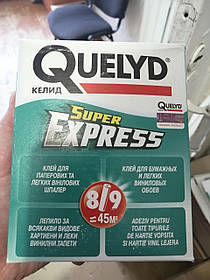 QUELYD
КЕЛИД
QUELYD
SUPER
EXPRESS
КЛЕЙ ДЛЯ
ПАПЕРОВИХ ТА
ЛЕГКИХ ВІНІЛОВИХ
ШПАЛЕР
КЛЕЙ ДЛЯ БУМАЖНЫХ
И ЛЕГКИХ
ВИНИЛОВЫХ
ОБОЕВ
8/9
= 45M²
ЛЕПИЛО ЗА
ВСЯКАКВИ ВИДОВЕ
ХАРТИЕНИ И ЛЕКИ
ВИНИЛНИ ТАПЕТИ
ADEZIV PENTRU
TOATE TIPURILE
DE HARTIE VOPSITA
SI HARTIE VINIL LEJERA